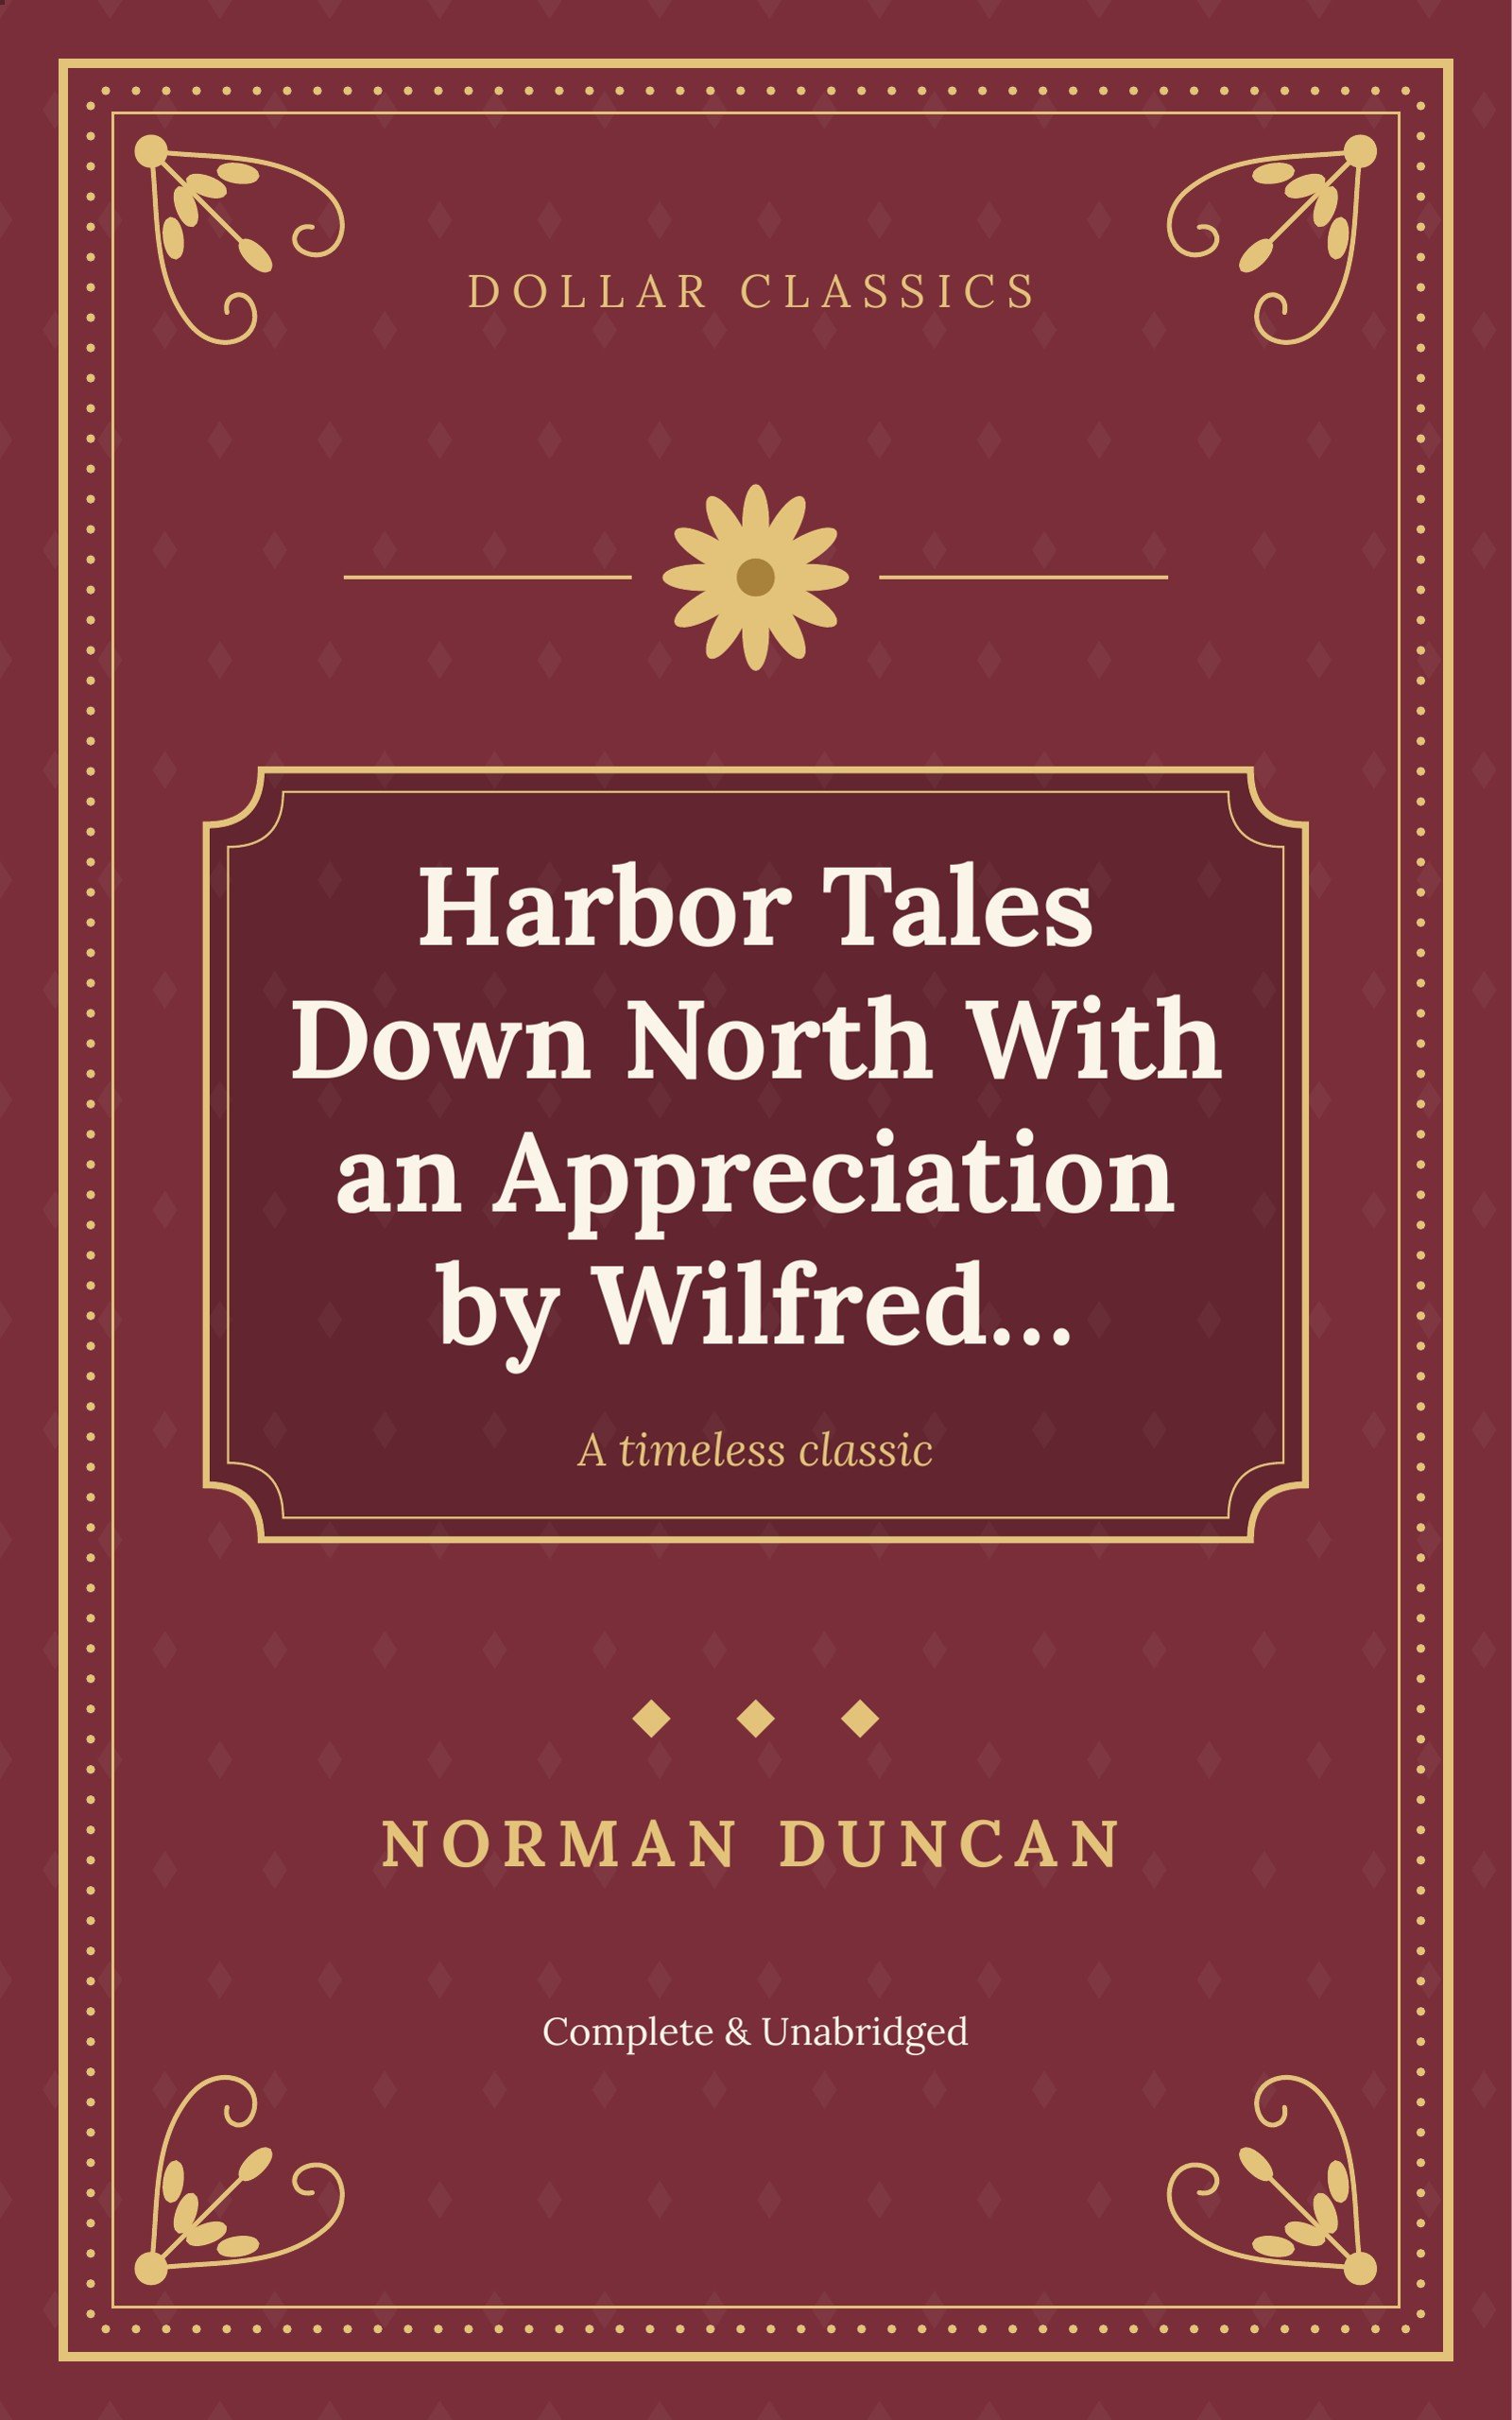 DOLLAR CLASSICS
Harbor Tales
Down North With
an Appreciation
by Wilfred...
A timeless classic
NORMAN DUNCAN
Complete & Unabridged